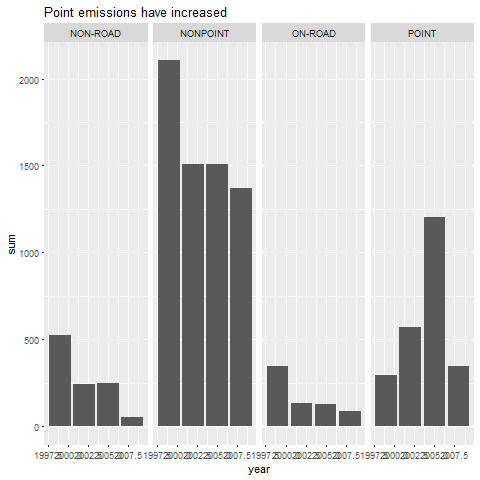 Point emissions have increased
NON-ROAD NONPOINT ON-ROAD POINT
2000
1500
1000
500
0
sum
year